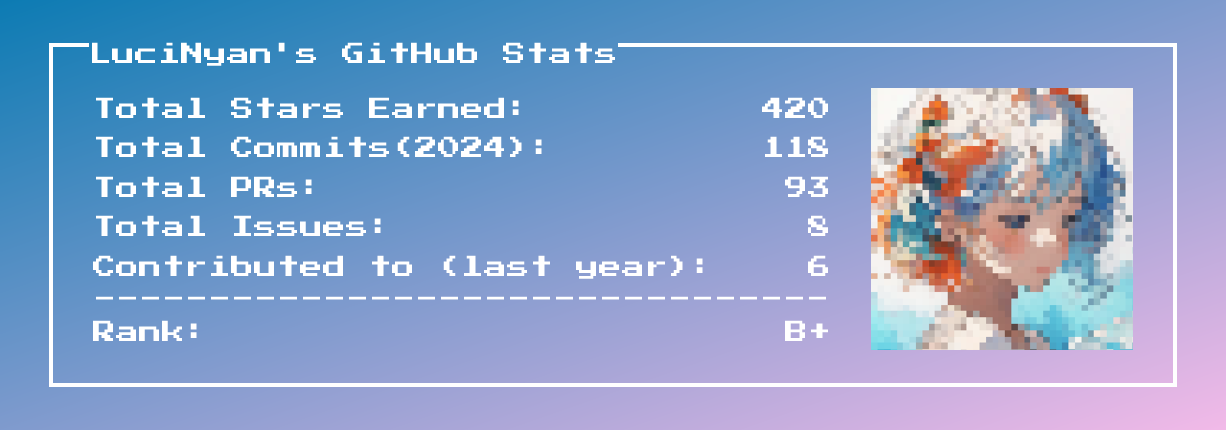 LuciNyan's GitHub Stats
Total Stars Earned: 420
Total Commits(2024): 118
Total PRs: 93
Total Issues: 8
Contributed to (last year): 6
Rank: B+